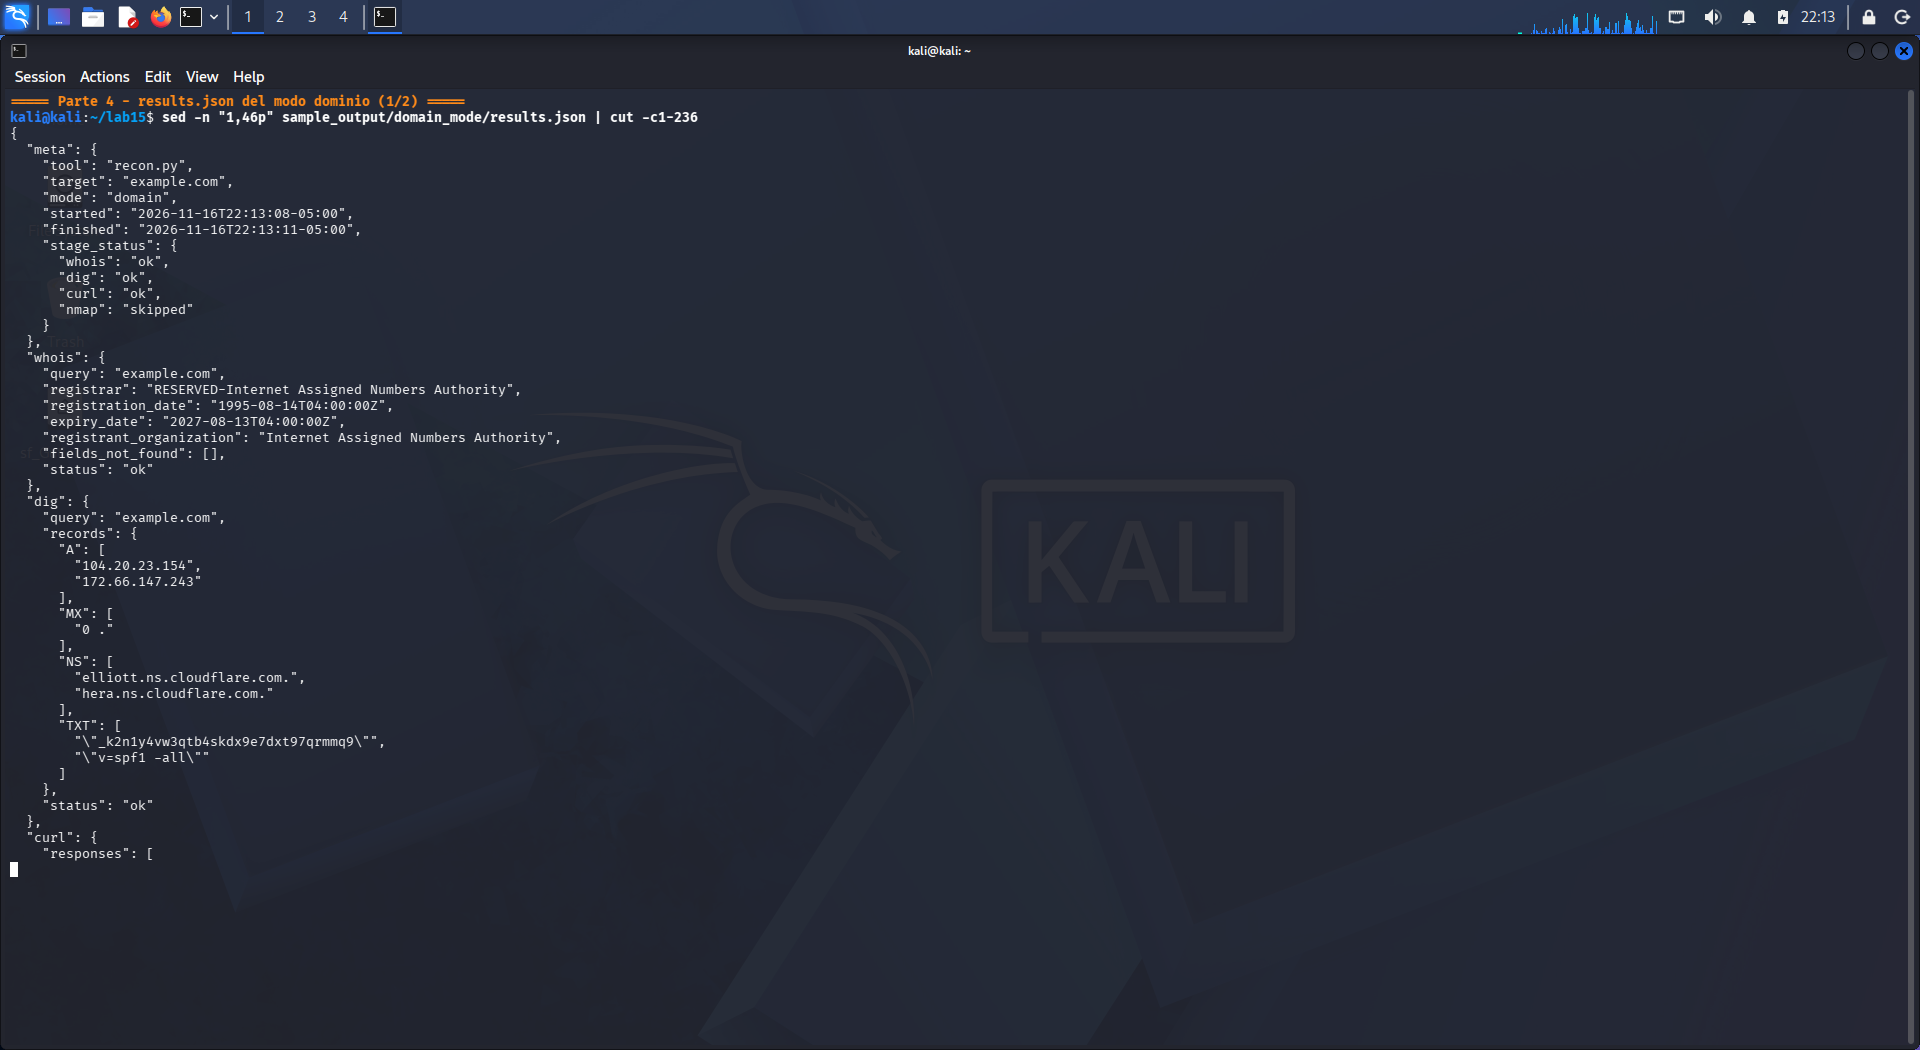 1 2 3 4
22:13
kali@kali: ~
Session Actions Edit View Help
===== Parte 4 - results.json del modo dominio (1/2) =====
kali@kali:~/lab15$ sed -n "1,46p" sample_output/domain_mode/results.json | cut -c1-236
{
  "meta": {
    "tool": "recon.py",
    "target": "example.com",
    "mode": "domain",
    "started": "2026-11-16T22:13:08-05:00",
    "finished": "2026-11-16T22:13:11-05:00",
    "stage_status": {
      "whois": "ok",
      "dig": "ok",
      "curl": "ok",
      "nmap": "skipped"
    }
  },
Trash
  "whois": {
    "query": "example.com",
    "registrar": "RESERVED-Internet Assigned Numbers Authority",
    "registration_date": "1995-08-14T04:00:00Z",
    "expiry_date": "2027-08-13T04:00:00Z",
    "registrant_organization": "Internet Assigned Numbers Authority",
    "fields_not_found": [],
    "status": "ok"
  },
  "dig": {
    "query": "example.com",
    "records": {
      "A": [
        "104.20.23.154",
        "172.66.147.243"
      ],
      "MX": [
        "0 ."
      ],
      "NS": [
        "elliott.ns.cloudflare.com.",
        "hera.ns.cloudflare.com."
      ],
      "TXT": [
        "\"_k2n1y4vw3qtb4skdx9e7dxt97qrmmq9\"",
        "\"v=spf1 -all\""
      ]
    },
    "status": "ok"
  },
  "curl": {
    "responses": [
KALI